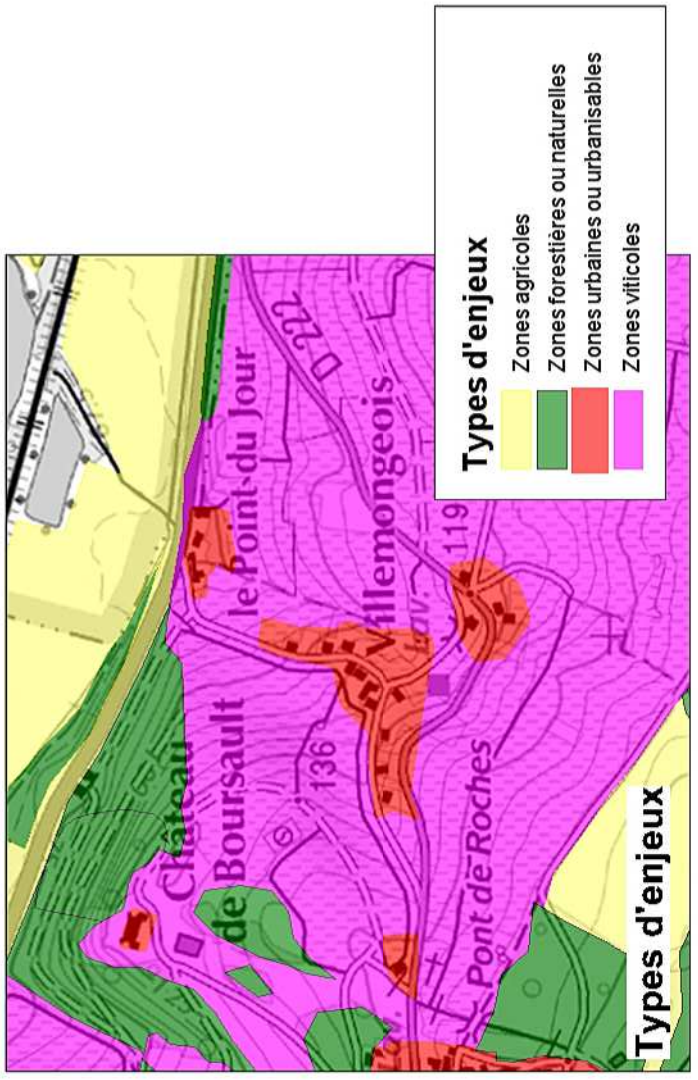 Types d'enjeux
Zones agricoles
Zones forestières ou naturelles
Zones urbaines ou urbanisables
Zones viticoles
le Point du Jour
D 222
Château
de Boursault
Villemongeois
Lav.
119
136
Pont de Roches
Types d'enjeux